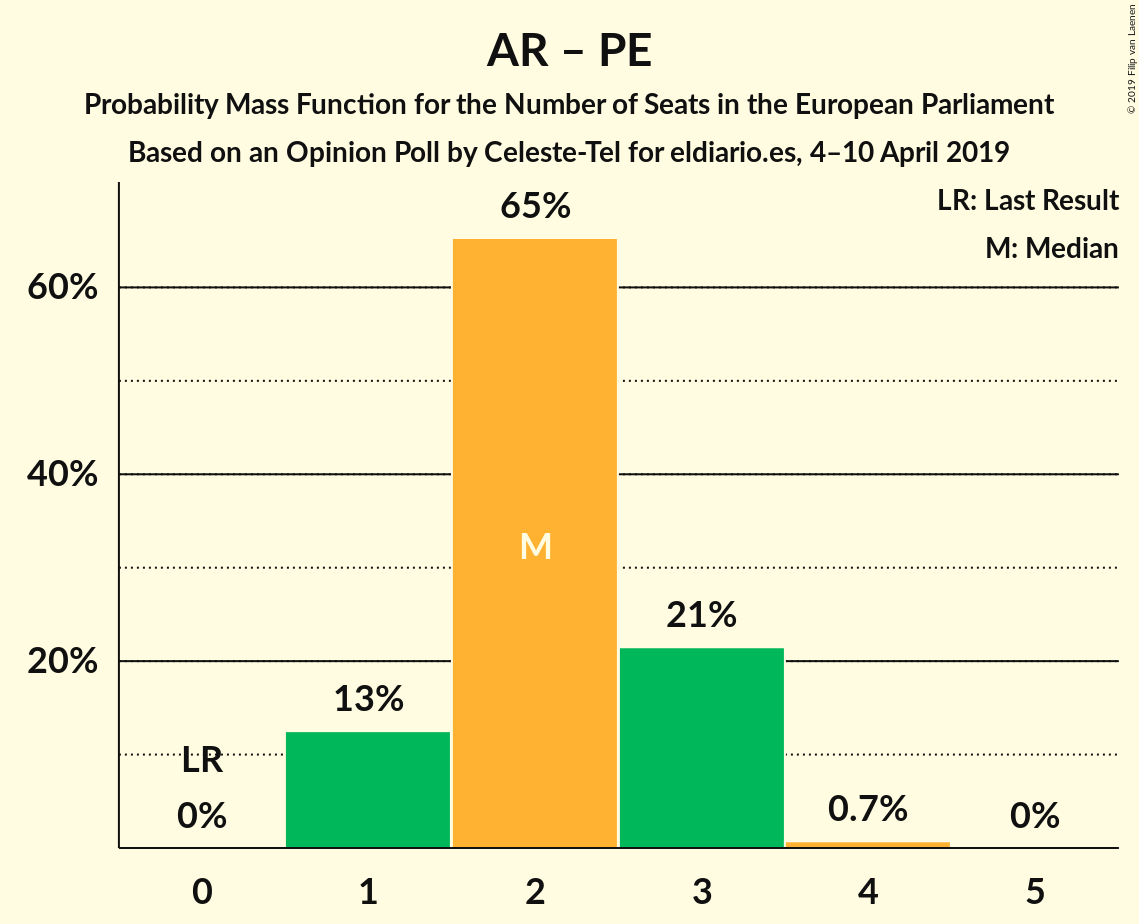 AR – PE
Probability Mass Function for the Number of Seats in the European Parliament
Based on an Opinion Poll by Celeste-Tel for eldiario.es, 4–10 April 2019
© 2019 Filip van Laenen
LR: Last Result
M: Median
65%
60%
40%
M
21%
20%
13%
LR
0%
0.7%
0%
0 1 2 3 4 5